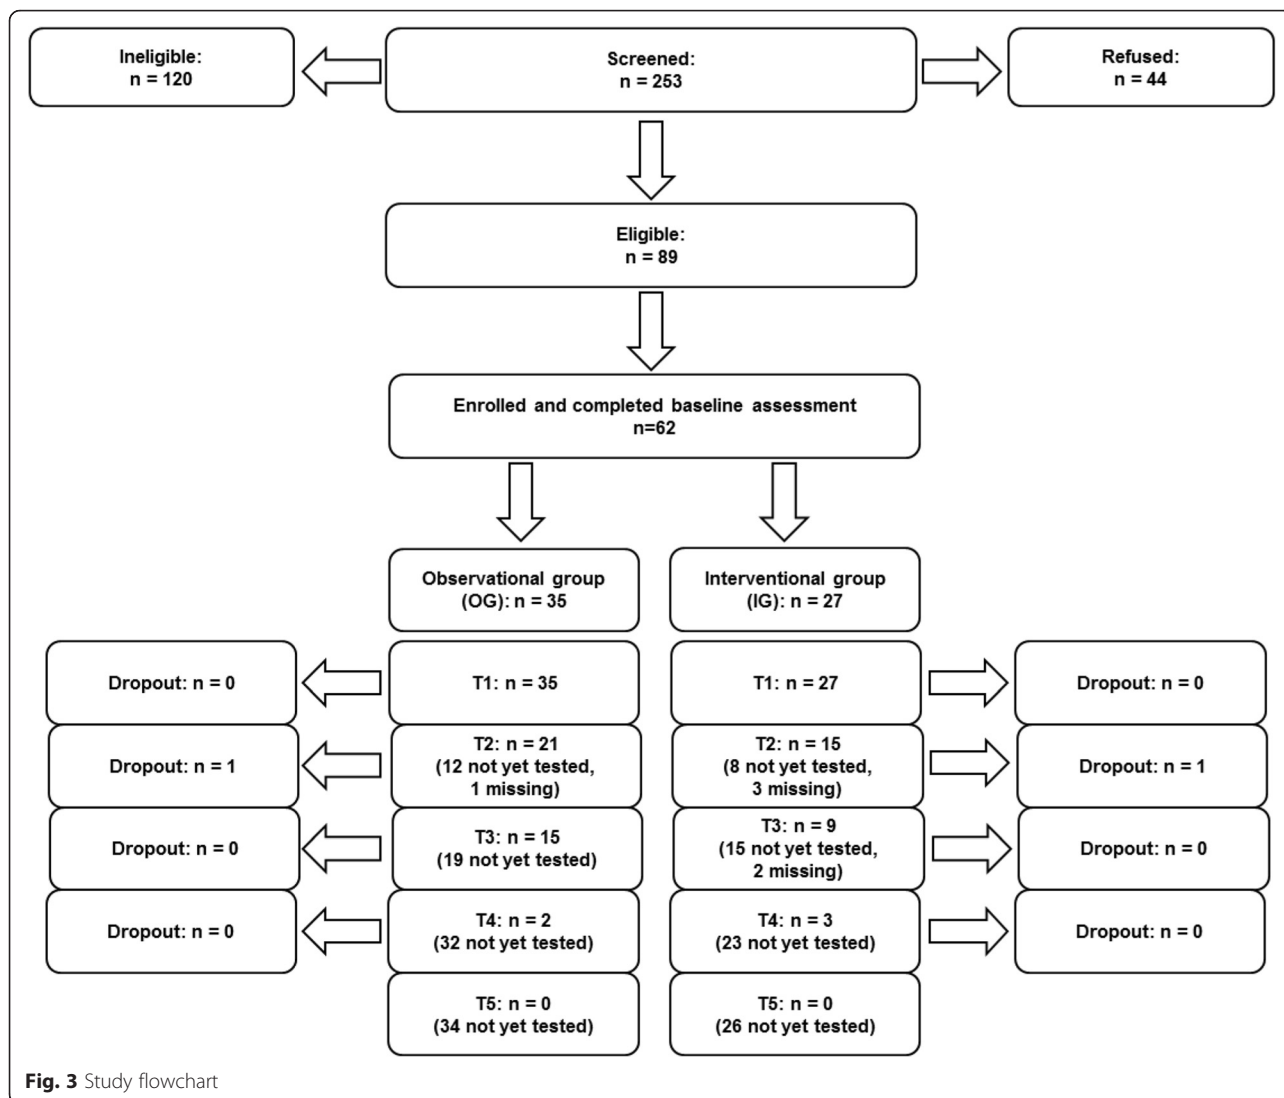 Ineligible:
n = 120
Screened:
n = 253
Refused:
n = 44
Eligible:
n = 89
Enrolled and completed baseline assessment
n=62
Observational group
(OG): n = 35
Interventional group
(IG): n = 27
Dropout: n = 0
T1: n = 35
T1: n = 27
Dropout: n = 0
Dropout: n = 1
T2: n = 21
(12 not yet tested,
1 missing)
T2: n = 15
(8 not yet tested,
3 missing)
Dropout: n = 1
Dropout: n = 0
T3: n = 15
(19 not yet tested)
T3: n = 9
(15 not yet tested,
2 missing)
Dropout: n = 0
Dropout: n = 0
T4: n = 2
(32 not yet tested)
T4: n = 3
(23 not yet tested)
Dropout: n = 0
T5: n = 0
(34 not yet tested)
T5: n = 0
(26 not yet tested)
Fig. 3 Study flowchart